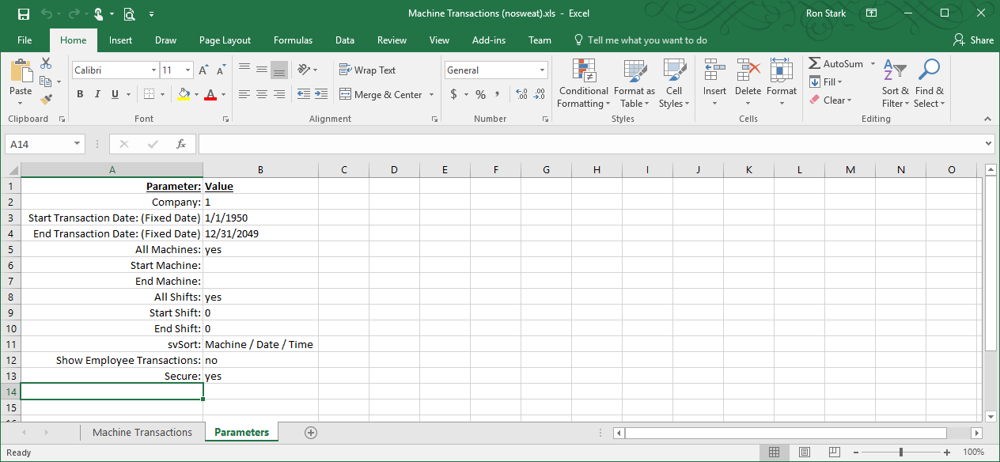 Machine Transactions (nosweat).xls - Excel
Ron Stark
File Home Insert Draw Page Layout Formulas Data Review View Add-ins Team Tell me what you want to do Share
Calibri 11 Wrap Text General AutoSum
Paste Conditional Formatting Format as Table Cell Styles Insert Delete Format Fill Sort & Filter Find & Select
B I U A Merge & Center $ % , Clear
Clipboard Font Alignment Number Styles Cells Editing
A14 fx
A B C D E F G H I J K L M N O
1 Parameter: Value
2 Company: 1
3 Start Transaction Date: (Fixed Date) 1/1/1950
4 End Transaction Date: (Fixed Date) 12/31/2049
5 All Machines: yes
6 Start Machine:
7 End Machine:
8 All Shifts: yes
9 Start Shift: 0
10 End Shift: 0
11 svSort: Machine / Date / Time
12 Show Employee Transactions: no
13 Secure: yes
14
15
Machine Transactions Parameters
Ready 100%